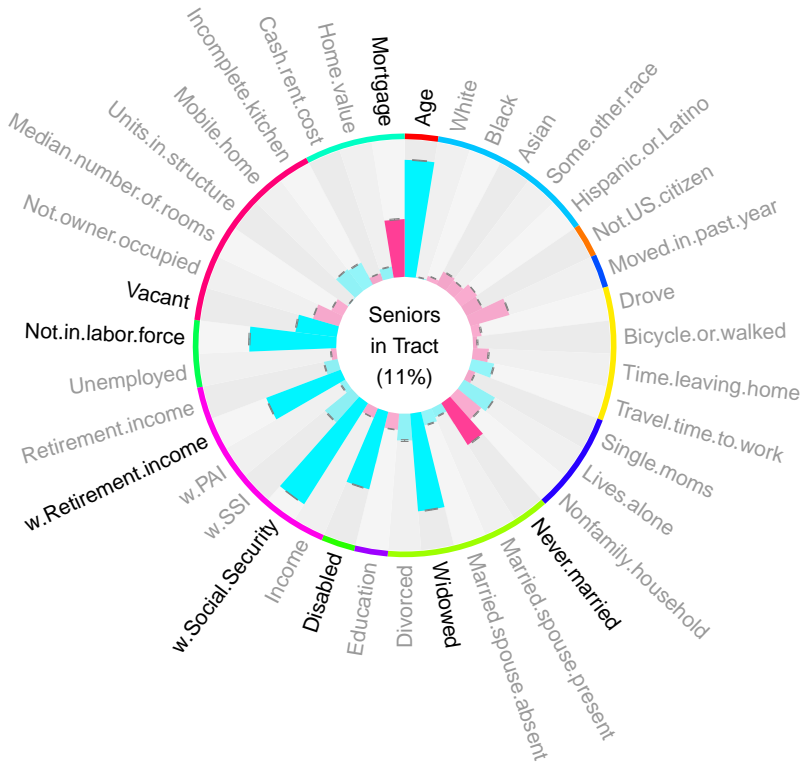 Seniors
in Tract
(11%)
Age
White
Black
Asian
Some.other.race
Hispanic.or.Latino
Not.US.citizen
Moved.in.past.year
Drove
Bicycle.or.walked
Time.leaving.home
Travel.time.to.work
Single.moms
Lives.alone
Nonfamily.household
Never.married
Married.spouse.present
Married.spouse.absent
Widowed
Divorced
Education
Disabled
Income
w.Social.Security
w.SSI
w.PAI
w.Retirement.income
Retirement.income
Unemployed
Not.in.labor.force
Vacant
Not.owner.occupied
Median.number.of.rooms
Units.in.structure
Mobile.home
Incomplete.kitchen
Cash.rent.cost
Home.value
Mortgage